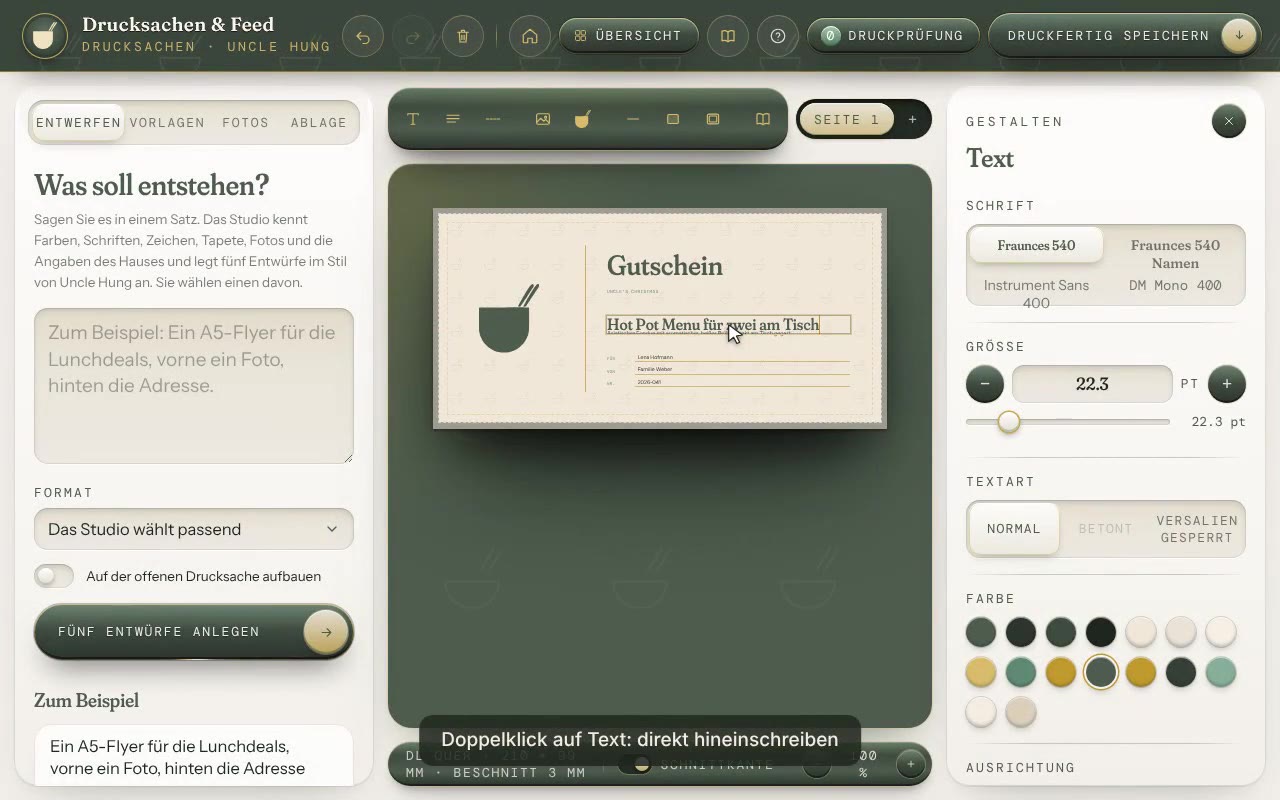 Drucksachen & Feed
DRUCKSACHEN · UNCLE HUNG
ÜBERSICHT
DRUCKPRÜFUNG
DRUCKFERTIG SPEICHERN
ENTWERFEN
VORLAGEN
FOTOS
ABLAGE
Was soll entstehen?
Sagen Sie es in einem Satz. Das Studio kennt
Farben, Schriften, Zeichen, Tapete, Fotos und die
Angaben des Hauses und legt fünf Entwürfe im Stil
von Uncle Hung an. Sie wählen einen davon.
Zum Beispiel: Ein A5-Flyer für die
Lunchdeals, vorne ein Foto,
hinten die Adresse.
FORMAT
Das Studio wählt passend
Auf der offenen Drucksache aufbauen
FÜNF ENTWÜRFE ANLEGEN
Zum Beispiel
Ein A5-Flyer für die Lunchdeals,
vorne ein Foto, hinten die Adresse
SEITE 1
Gutschein
Hot Pot Menu für zwei am Tisch
Lena Hofmann
Familie Weber
Doppelklick auf Text: direkt hineinschreiben
MM · BESCHNITT 3 MM
SCHNITTKANTE
%
GESTALTEN
Text
SCHRIFT
Fraunces 540
Fraunces 540
Namen
Instrument Sans
400
DM Mono 400
GRÖSSE
22.3
PT
22.3 pt
TEXTART
NORMAL
BETONT
VERSALIEN
GESPERRT
FARBE
AUSRICHTUNG